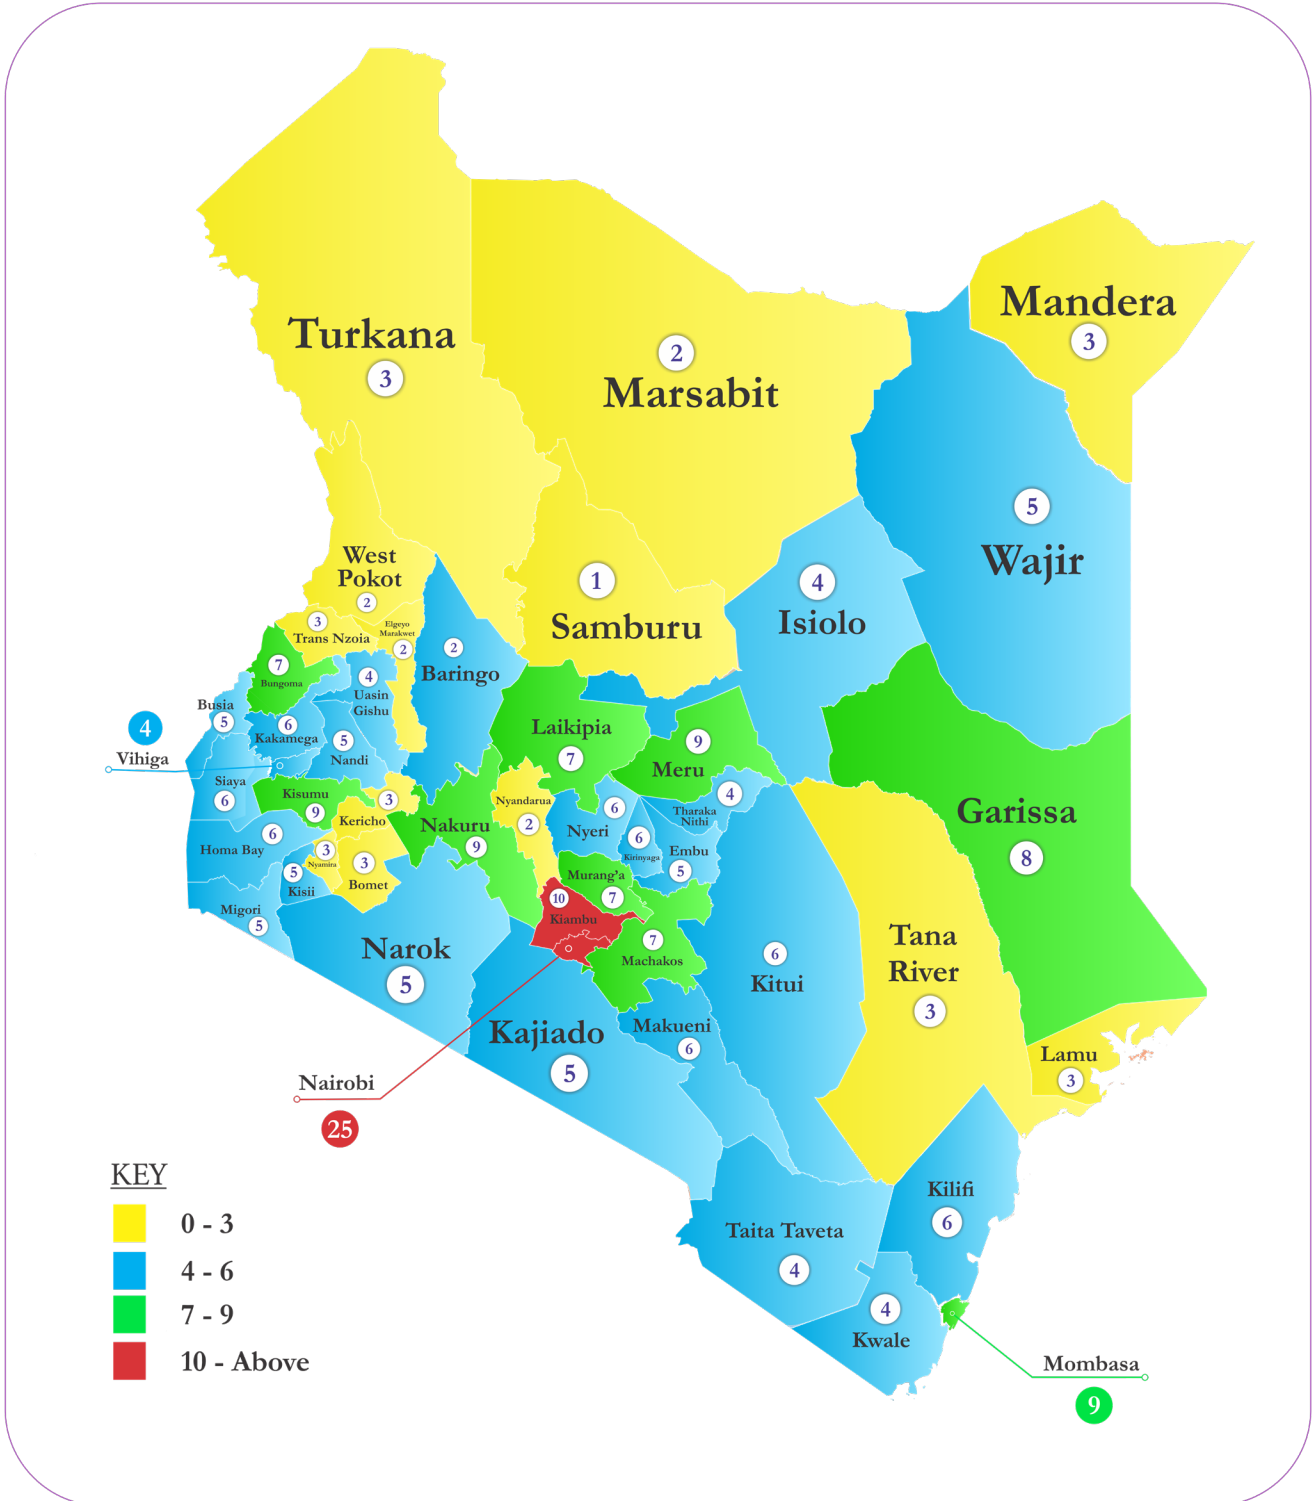 Mandera
3
Turkana
3
2
Marsabit
5
Wajir
West
Pokot
2
1
Samburu
4
Isiolo
3
Trans Nzoia
Elgeyo
Marakwet
2
2
Baringo
7
Bungoma
4
Uasin
Gishu
Busia
5
6
Kakamega
5
Nandi
4
Vihiga
Laikipia
7
9
Meru
Siaya
6
Kisumu
9
3
Kericho
Nyandarua
2
6
Nyeri
4
Tharaka
Nithi
Garissa
8
Homa Bay
6
3
Nyamira
3
Bomet
Nakuru
9
6
Kirinyaga
Embu
5
5
Kisii
Murang'a
7
10
Kiambu
Migori
5
Narok
5
7
Machakos
6
Kitui
Tana
River
3
Kajiado
5
Makueni
6
Lamu
3
Nairobi
25
KEY
0 - 3
4 - 6
7 - 9
10 - Above
Kilifi
6
Taita Taveta
4
4
Kwale
Mombasa
9